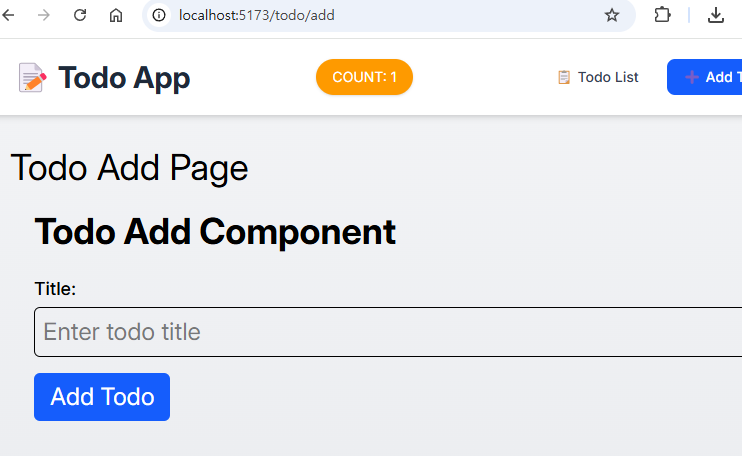 localhost:5173/todo/add
Todo App
COUNT: 1
Todo List
Add T
Todo Add Page
Todo Add Component
Title:
Enter todo title
Add Todo